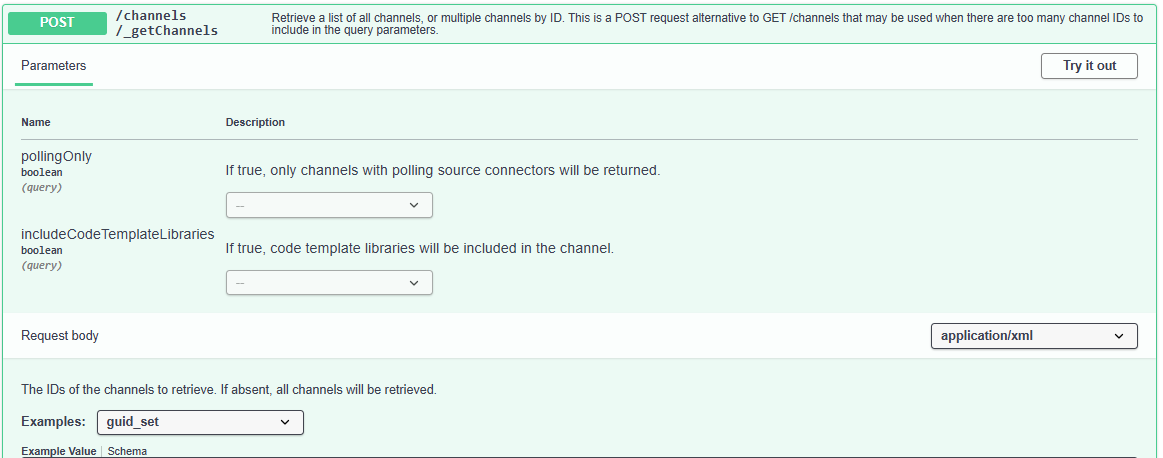 POST
/channels
/_getChannels
Retrieve a list of all channels, or multiple channels by ID. This is a POST request alternative to GET /channels that may be used when there are too many channel IDs to
include in the query parameters.
Parameters
Try it out
Name
Description
pollingOnly
boolean
(query)
If true, only channels with polling source connectors will be returned.
--
includeCodeTemplateLibraries
boolean
(query)
If true, code template libraries will be included in the channel.
--
Request body
application/xml
The IDs of the channels to retrieve. If absent, all channels will be retrieved.
Examples:
guid_set
Example Value
Schema